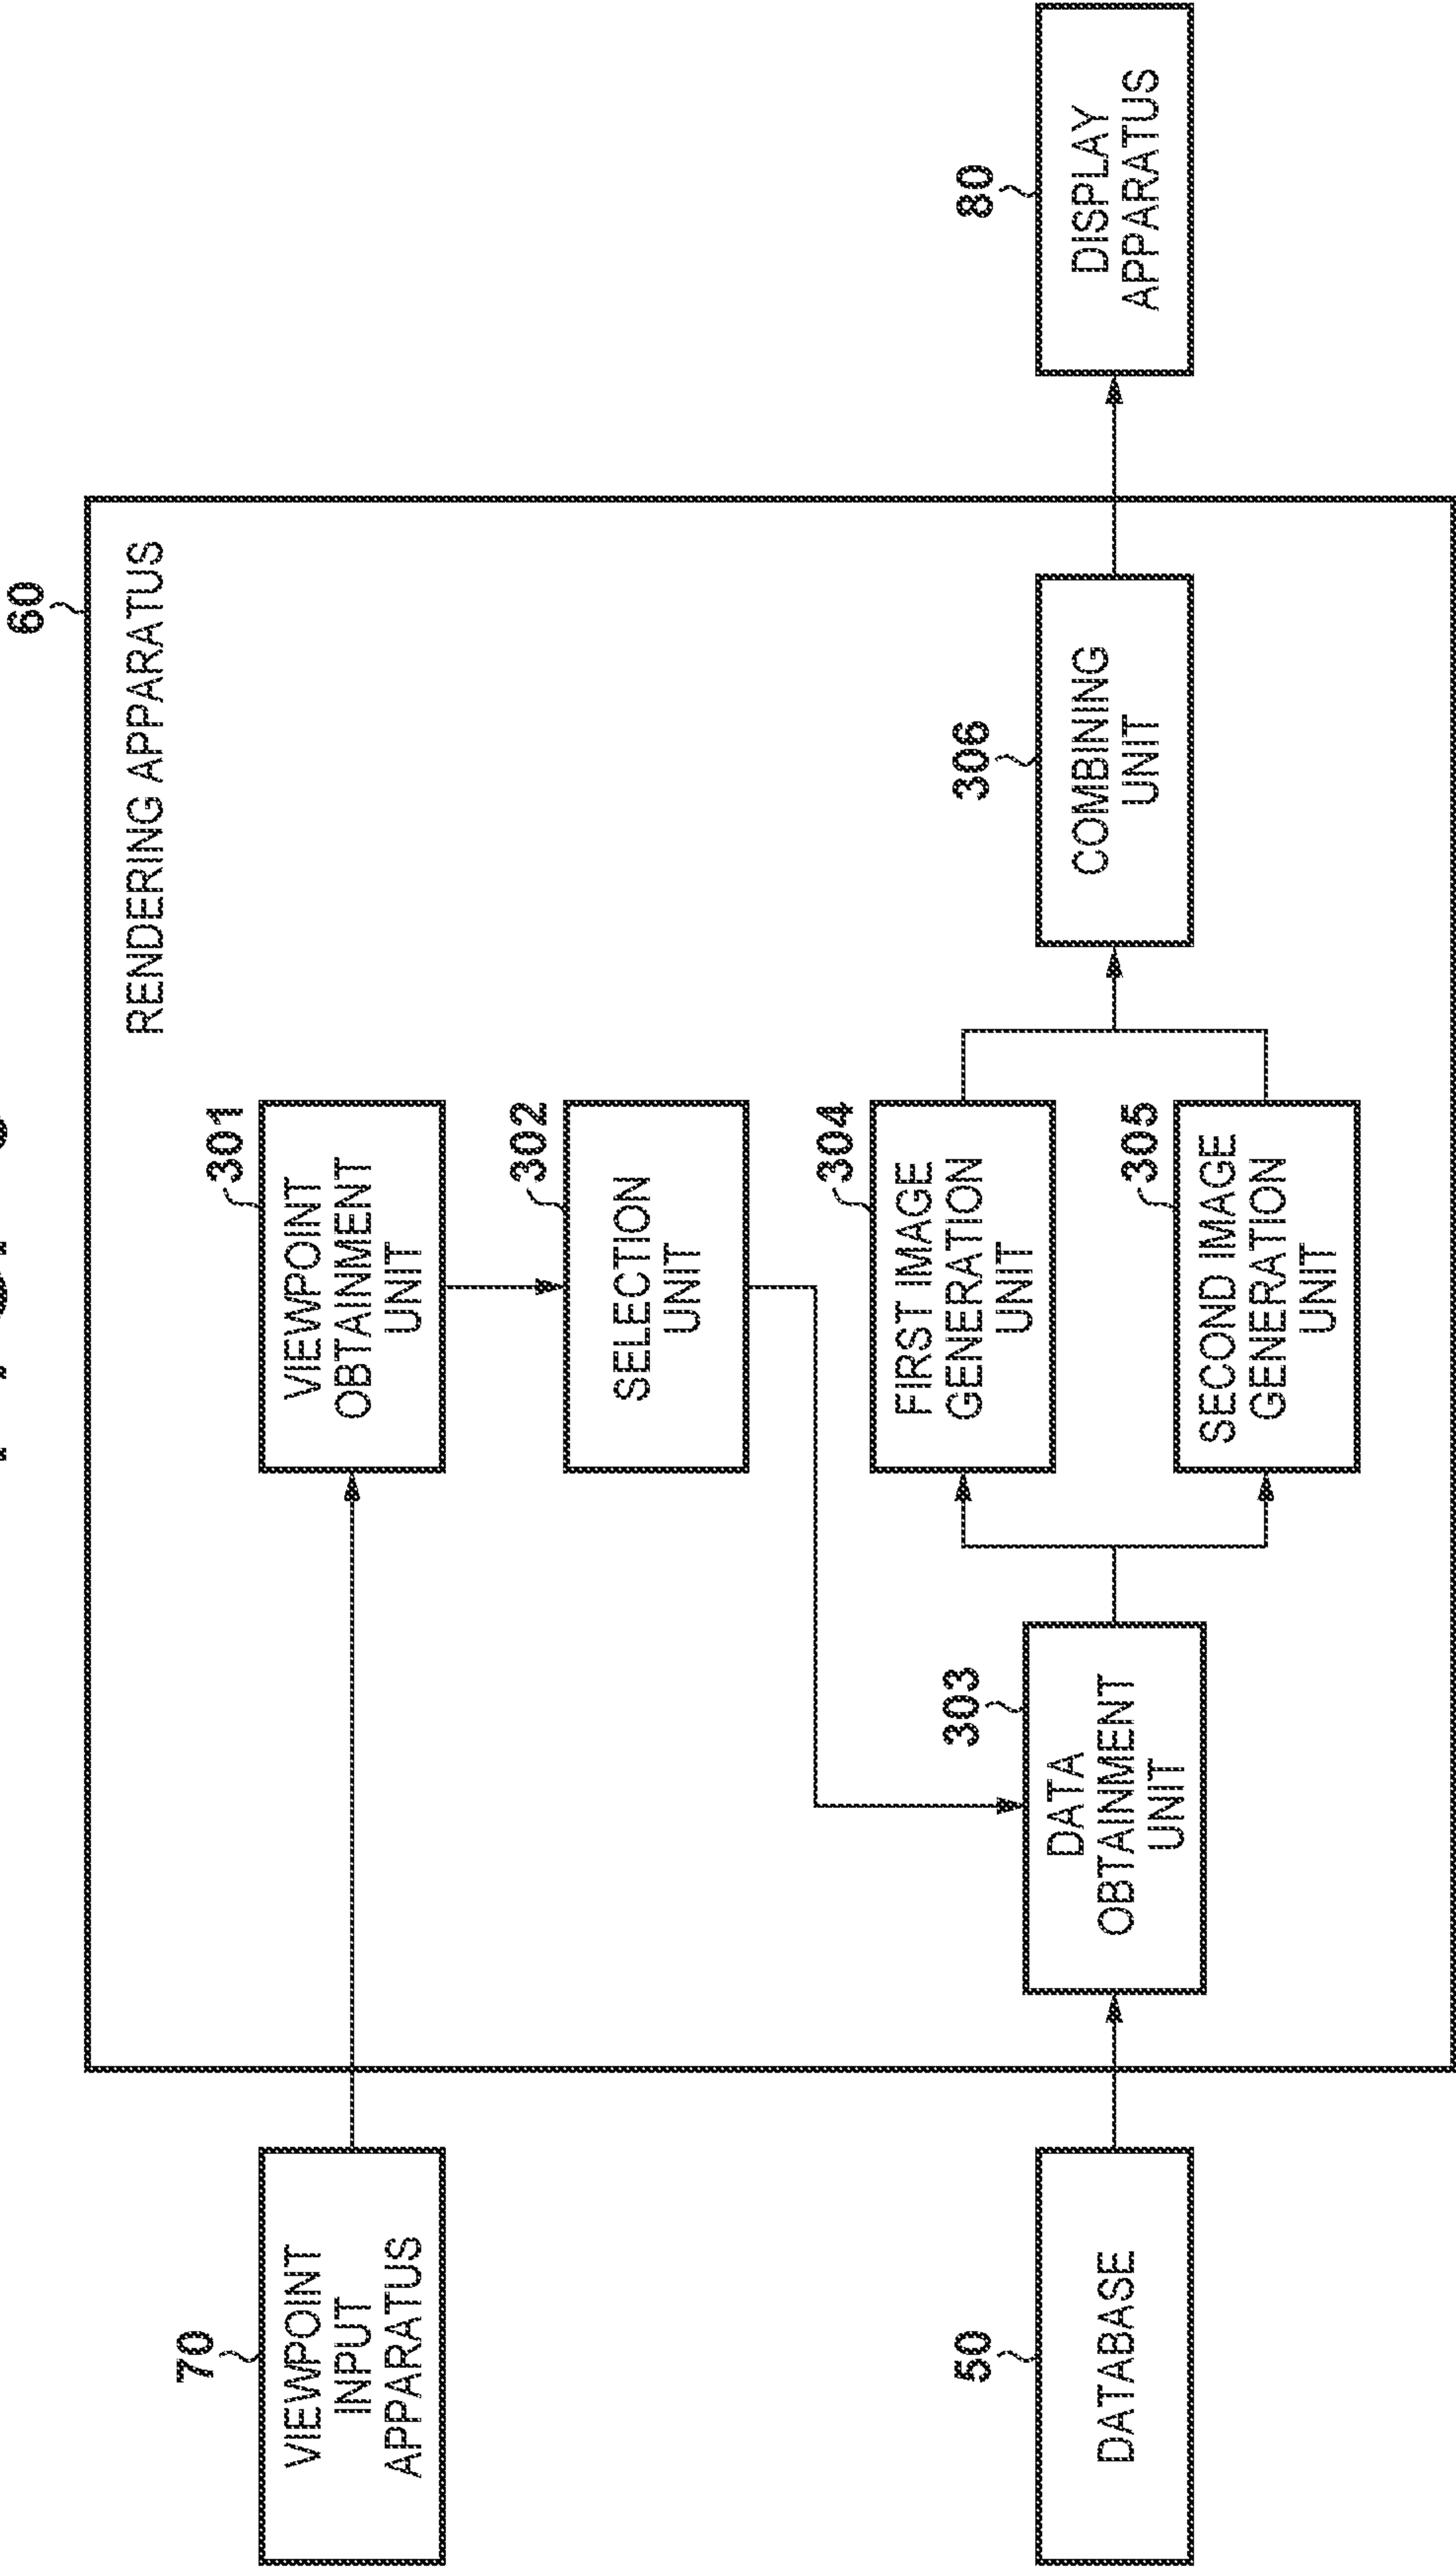 60
RENDERING APPARATUS
70
VIEWPOINT
INPUT
APPARATUS
301
VIEWPOINT
OBTAINMENT
UNIT
302
SELECTION
UNIT
50
DATABASE
303
DATA
OBTAINMENT
UNIT
304
FIRST IMAGE
GENERATION
UNIT
305
SECOND IMAGE
GENERATION
UNIT
306
COMBINING
UNIT
80
DISPLAY
APPARATUS